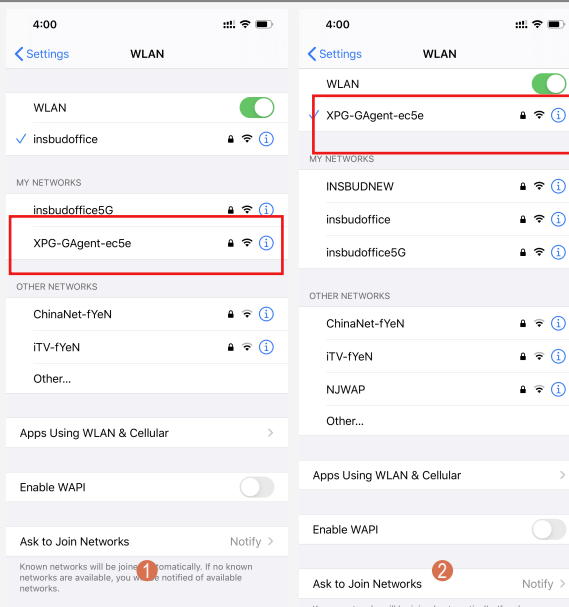 4:00
Settings
WLAN
WLAN
insbudoffice
MY NETWORKS
insbudoffice5G
XPG-GAgent-ec5e
OTHER NETWORKS
ChinaNet-fYeN
iTV-fYeN
Other...
Apps Using WLAN & Cellular
Enable WAPI
Ask to Join Networks
Notify
Known networks will be joined automatically. If no known
networks are available, you will be notified of available
networks.
1
4:00
Settings
WLAN
WLAN
XPG-GAgent-ec5e
MY NETWORKS
INSBUDNEW
insbudoffice
insbudoffice5G
OTHER NETWORKS
ChinaNet-fYeN
iTV-fYeN
NJWAP
Other...
Apps Using WLAN & Cellular
Enable WAPI
Ask to Join Networks
Notify
2